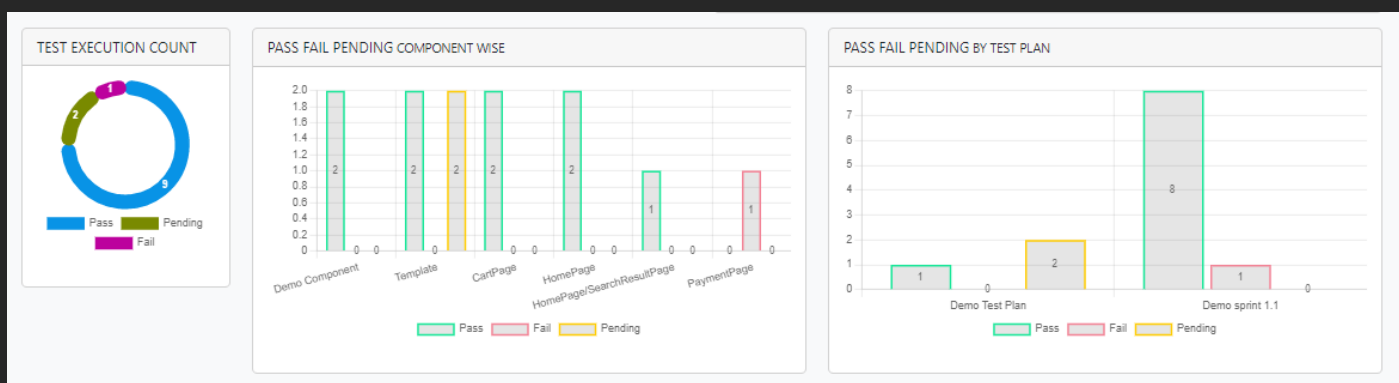 TEST EXECUTION COUNT
1
2
9
Pass Pending
Fail
PASS FAIL PENDING COMPONENT WISE
2.0
1.8
1.6
1.4
1.2
1.0
0.8
0.6
0.4
0.2
0
2 0 0 2 0 2 2 0 0 2 0 0 1 0 0 0 1 0
Demo Component Template CartPage HomePage HomePage/SearchResultPage PaymentPage
Pass Fail Pending
PASS FAIL PENDING BY TEST PLAN
8
7
6
5
4
3
2
1
0
1 0 2 8 1 0
Demo Test Plan Demo sprint 1.1
Pass Fail Pending